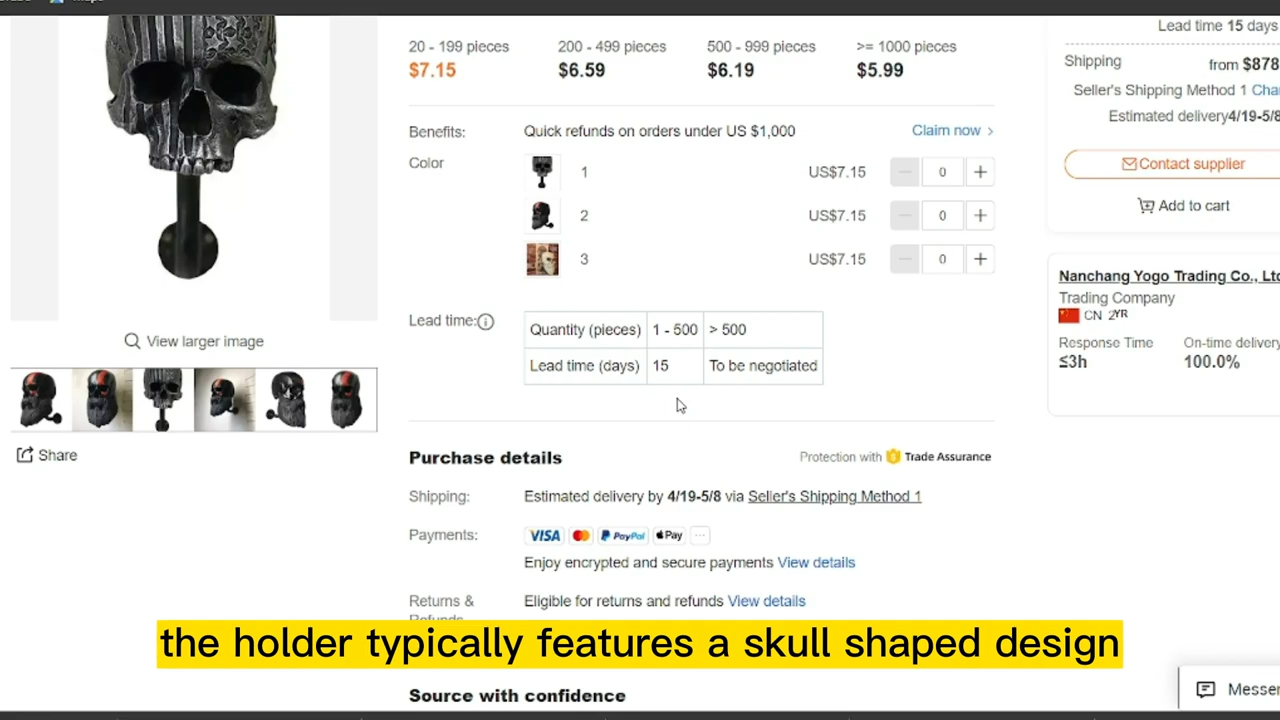 Maps
Lead time 15 days
20 - 199 pieces 200 - 499 pieces 500 - 999 pieces >= 1000 pieces
$7.15 $6.59 $6.19 $5.99
Shipping from $878
Seller's Shipping Method 1
Estimated delivery 4/19-5/8
Benefits: Quick refunds on orders under US $1,000 Claim now >
Color
1 US$7.15 − 0 +
2 US$7.15 − 0 +
3 US$7.15 − 0 +
Contact supplier
Add to cart
Nanchang Yogo Trading Co.,
Trading Company
CN 2YR
Response Time On-time delivery
≤3h 100.0%
Lead time:
Quantity (pieces) 1 - 500 > 500
Lead time (days) 15 To be negotiated
View larger image
Share
Purchase details Protection with Trade Assurance
Shipping: Estimated delivery by 4/19-5/8 via Seller's Shipping Method 1
Payments: VISA PayPal Pay ...
Enjoy encrypted and secure payments View details
Returns & Eligible for returns and refunds View details
the holder typically features a skull shaped design
Source with confidence